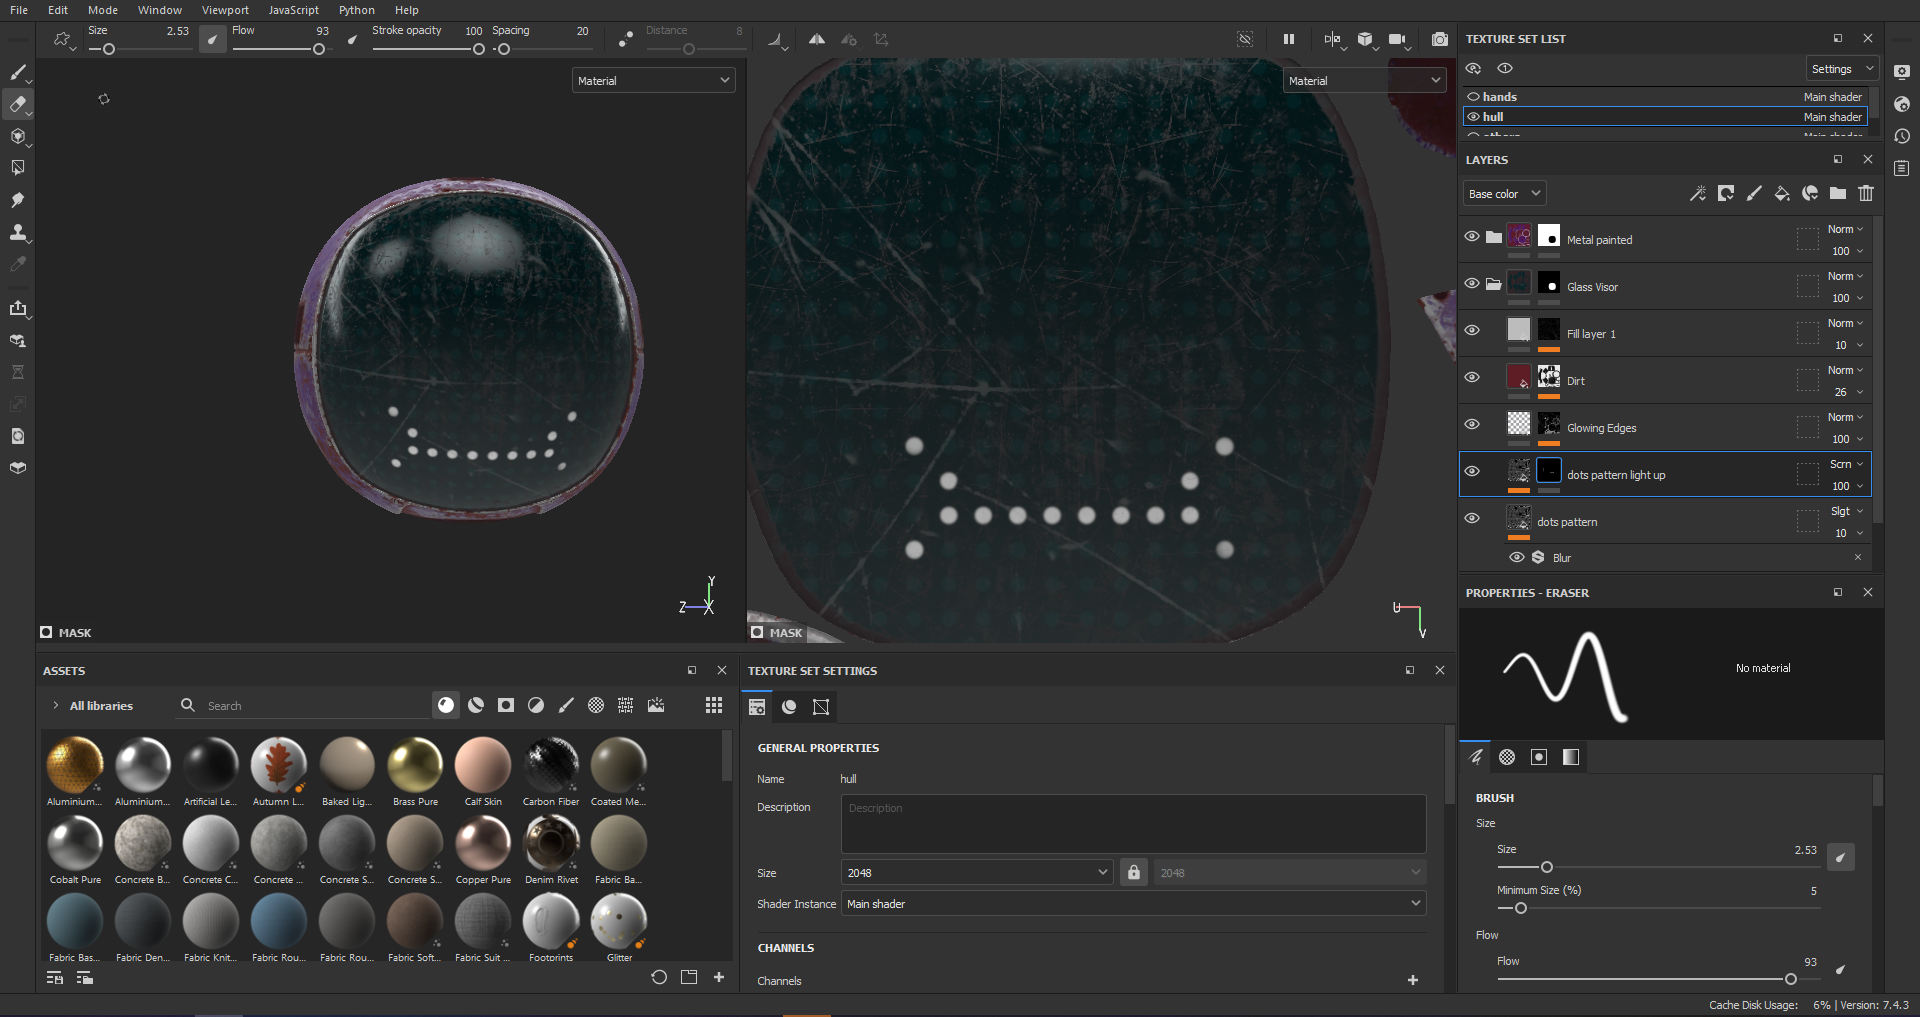 File Edit Mode Window Viewport JavaScript Python Help
Size 2.53 Flow 93 Stroke opacity 100 Spacing 20 Distance 8
Material
Material
Y
Z X
MASK
U
V
MASK
TEXTURE SET LIST
Settings
hands Main shader
hull Main shader
LAYERS
Base color
Metal painted Norm
100
Glass Visor Norm
100
Fill layer 1 Norm
10
Dirt Norm
26
Glowing Edges Norm
100
dots pattern light up Scrn
100
dots pattern Slgt
10
Blur
PROPERTIES - ERASER
No material
BRUSH
Size
Size 2.53
Minimum Size (%) 5
Flow
Flow 93
ASSETS
All libraries Search
Aluminium... Aluminium... Artificial Le... Autumn L... Baked Lig... Brass Pure Calf Skin Carbon Fiber Coated Me...
Cobalt Pure Concrete B... Concrete C... Concrete ... Concrete S... Concrete S... Copper Pure Denim Rivet Fabric Ba...
Fabric Bas... Fabric Den... Fabric Knit... Fabric Rou... Fabric Rou... Fabric Soft... Fabric Suit ... Footprints Glitter
TEXTURE SET SETTINGS
GENERAL PROPERTIES
Name hull
Description Description
Size 2048 2048
Shader Instance Main shader
CHANNELS
Channels
Cache Disk Usage: 6% | Version: 7.4.3